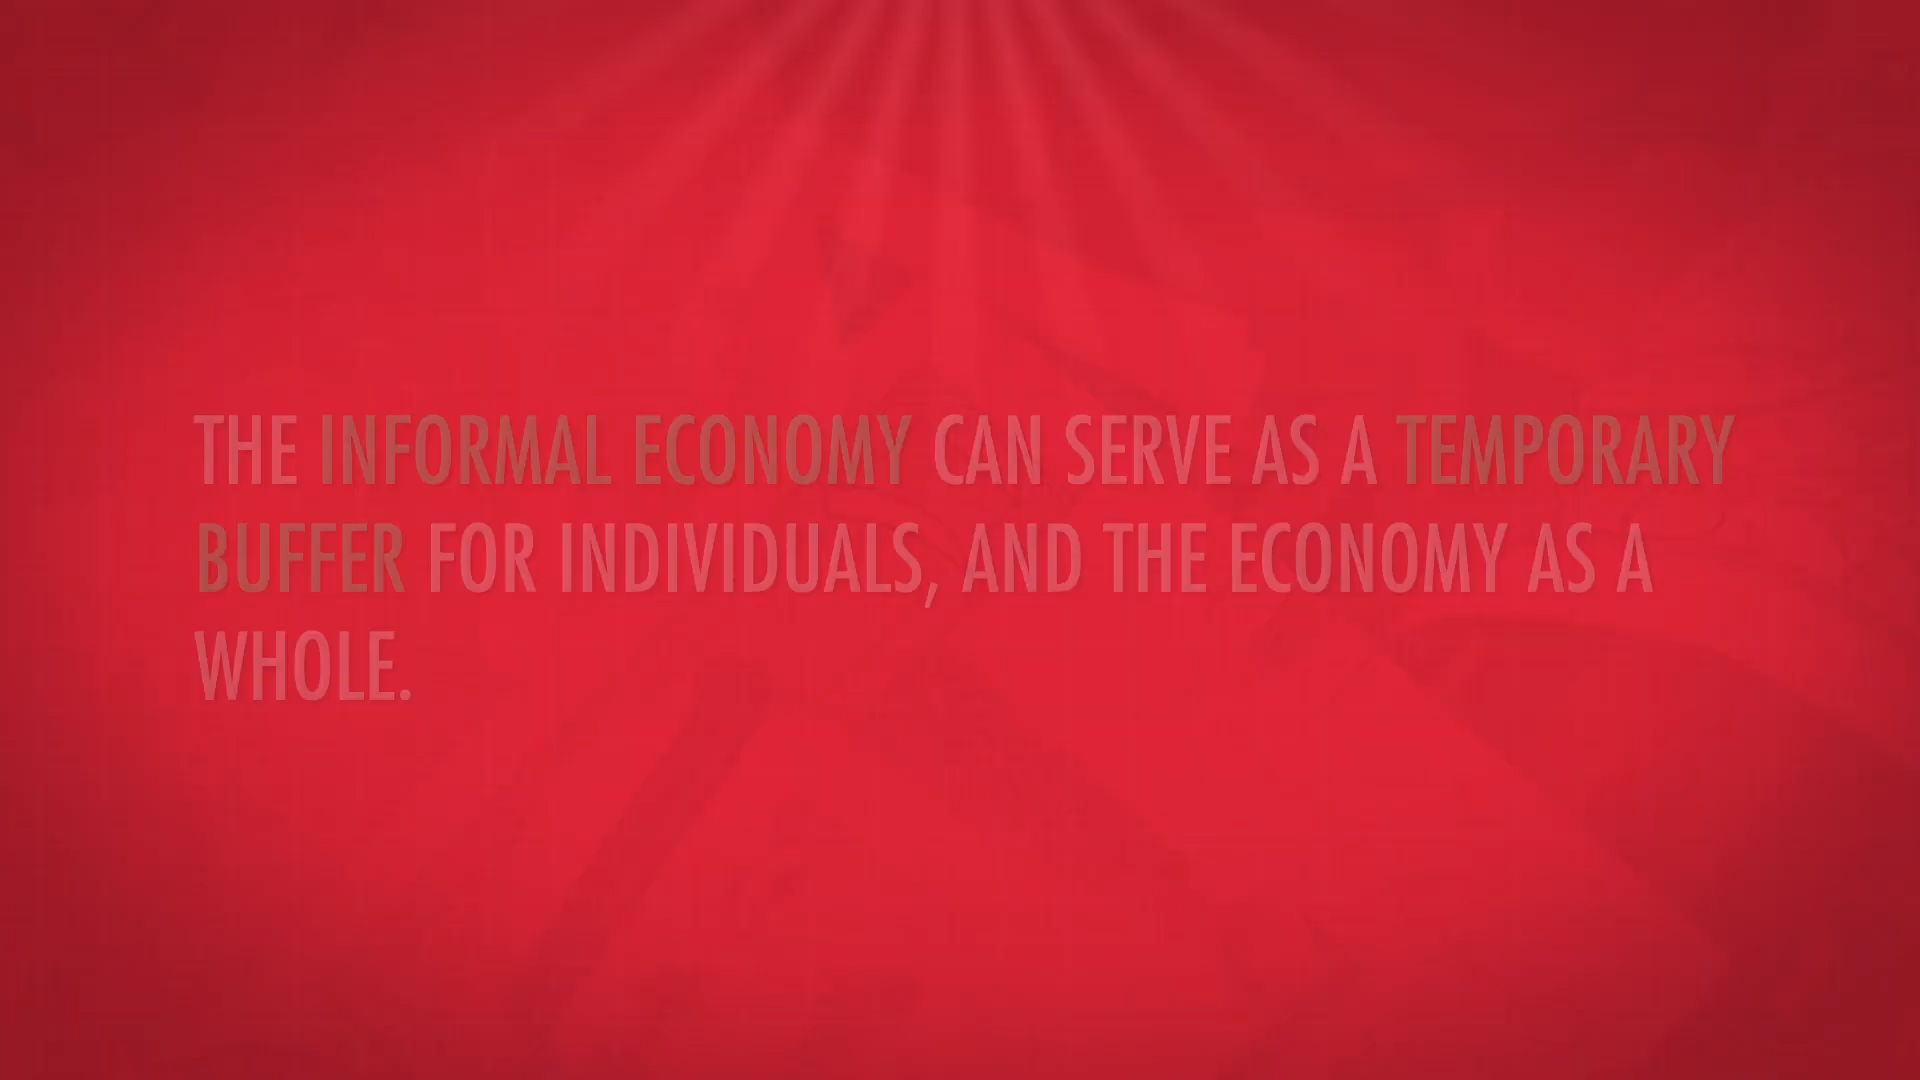 THE INFORMAL ECONOMY CAN SERVE AS A TEMPORARY
BUFFER FOR INDIVIDUALS, AND THE ECONOMY AS A
WHOLE.